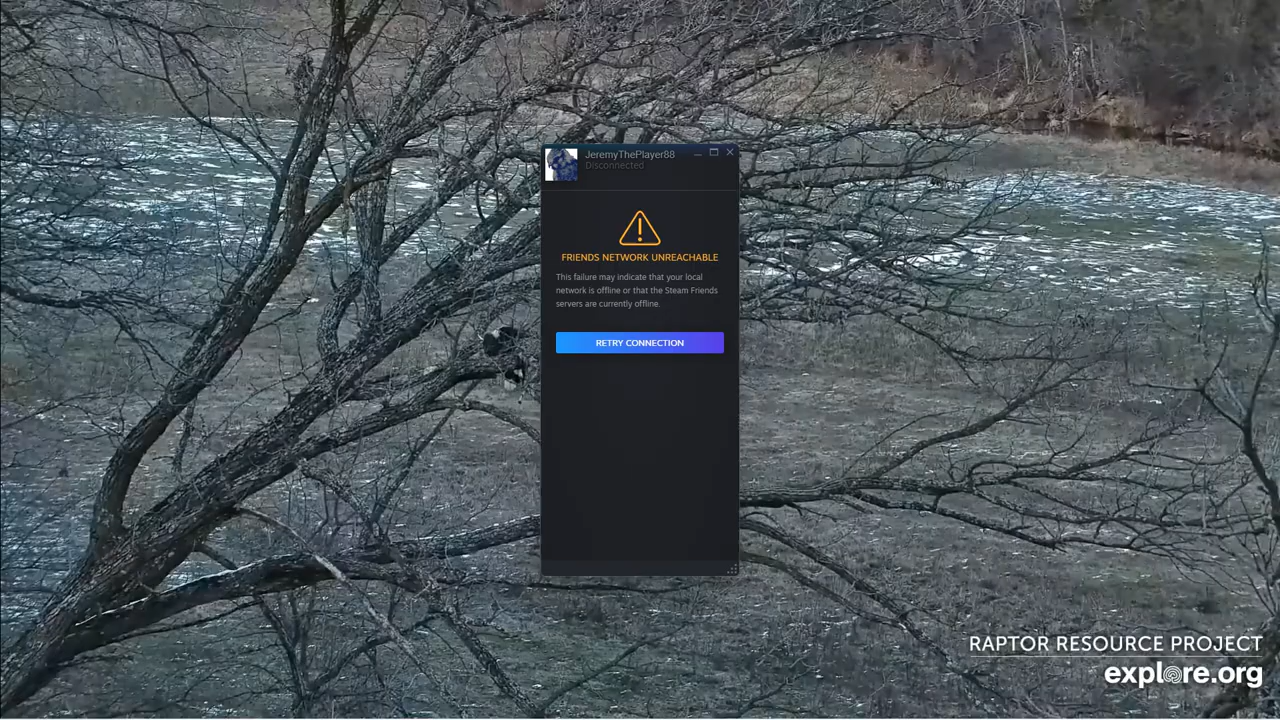 JeremyThePlayer88
Disconnected
FRIENDS NETWORK UNREACHABLE
This failure may indicate that your local
network is offline or that the Steam Friends
servers are currently offline.
RETRY CONNECTION
RAPTOR RESOURCE PROJECT
explore.org